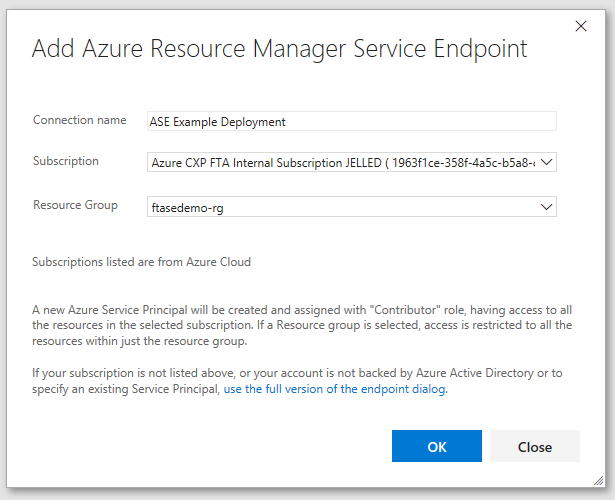 Add Azure Resource Manager Service Endpoint
Connection name ASE Example Deployment
Subscription Azure CXP FTA Internal Subscription JELLED ( 1963f1ce-358f-4a5c-b5a8-
Resource Group ftasedemo-rg
Subscriptions listed are from Azure Cloud
A new Azure Service Principal will be created and assigned with "Contributor" role, having access to all
the resources in the selected subscription. If a Resource group is selected, access is restricted to all the
resources within just the resource group.
If your subscription is not listed above, or your account is not backed by Azure Active Directory or to
specify an existing Service Principal, use the full version of the endpoint dialog.
OK Close